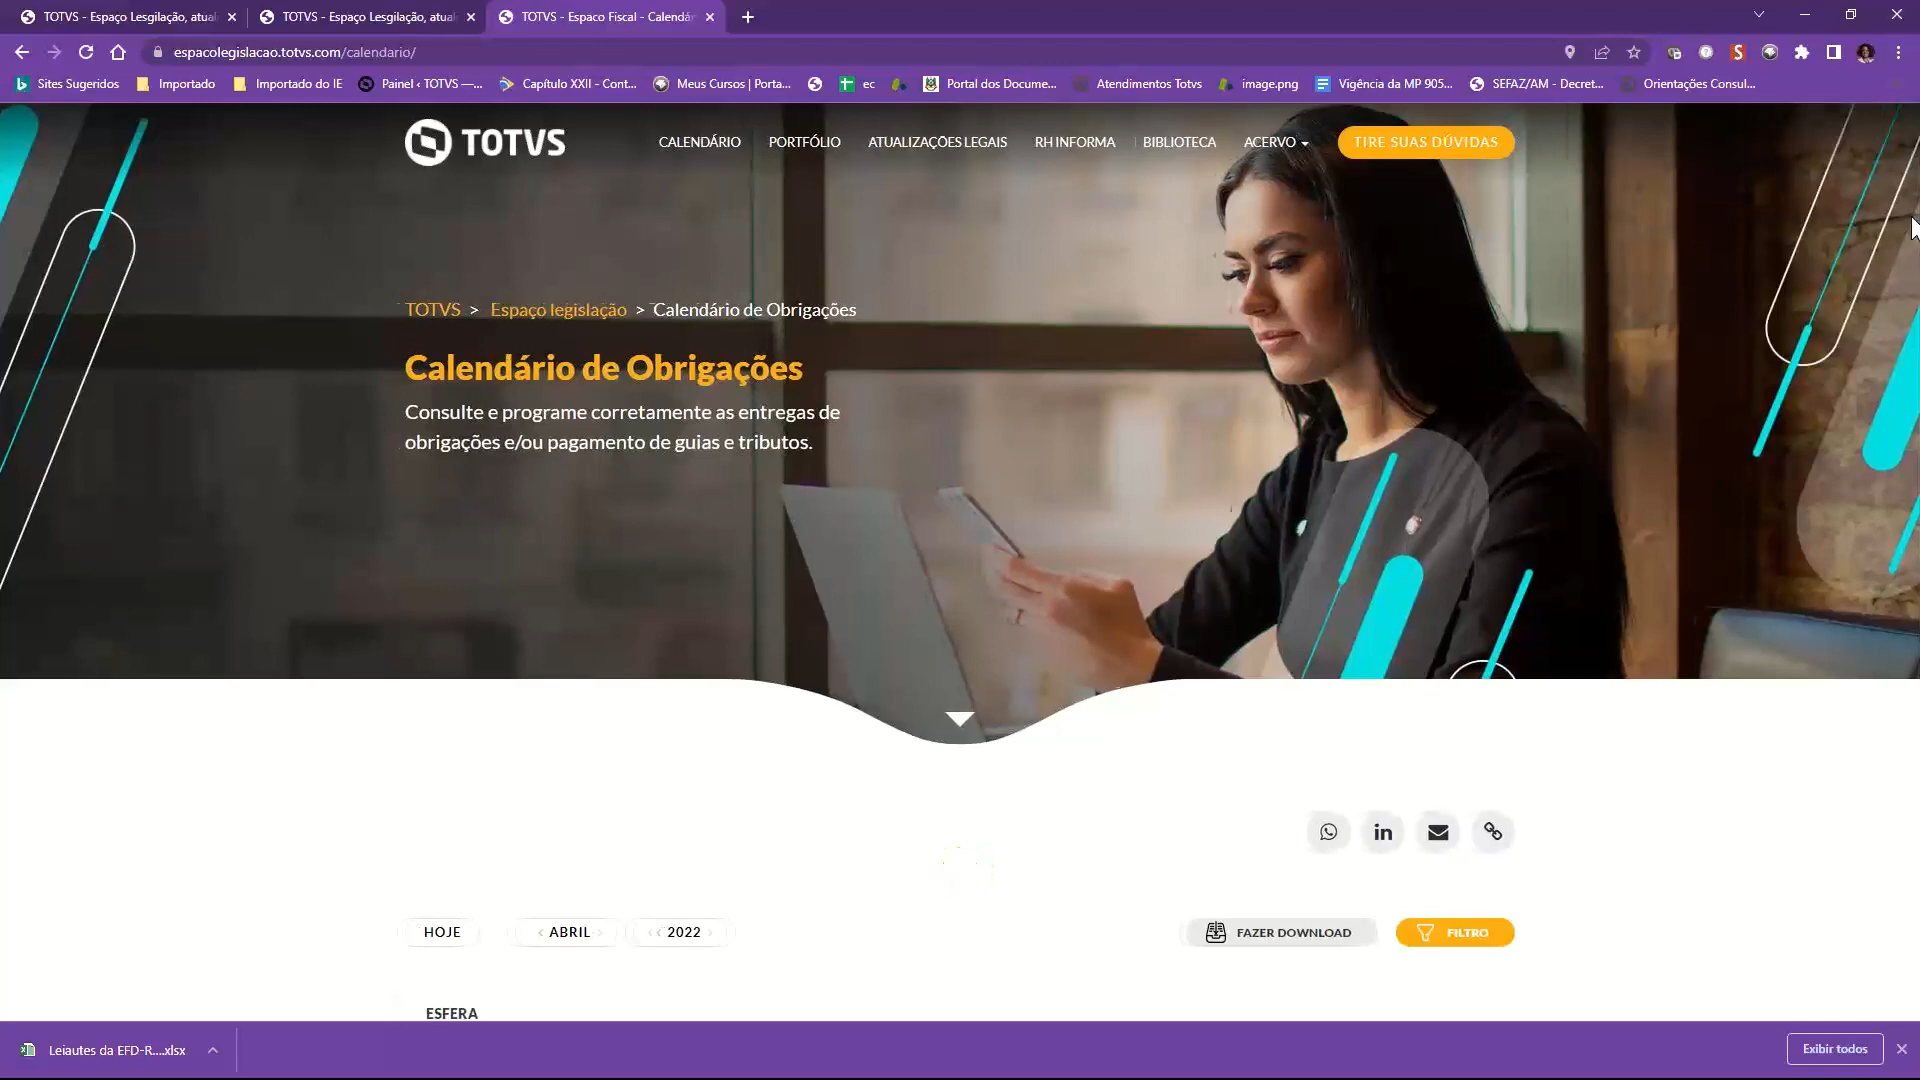 TOTVS - Espaço Lesgilação, atual
TOTVS - Espaço Lesgilação, atual
TOTVS - Espaco Fiscal - Calendár
espacolegislacao.totvs.com/calendario/
Sites Sugeridos
Importado
Importado do IE
Painel ‹ TOTVS —...
Capítulo XXII - Cont...
Meus Cursos | Porta...
ec
Portal dos Docume...
Atendimentos Totvs
image.png
Vigência da MP 905...
SEFAZ/AM - Decret...
Orientações Consul...
TOTVS
CALENDÁRIO
PORTFÓLIO
ATUALIZAÇÕES LEGAIS
RH INFORMA
BIBLIOTECA
ACERVO
TIRE SUAS DÚVIDAS
TOTVS > Espaço legislação > Calendário de Obrigações
Calendário de Obrigações
Consulte e programe corretamente as entregas de
obrigações e/ou pagamento de guias e tributos.
HOJE
‹ ABRIL ›
‹‹ 2022 ›
FAZER DOWNLOAD
FILTRO
ESFERA
Leiautes da EFD-R....xlsx
Exibir todos